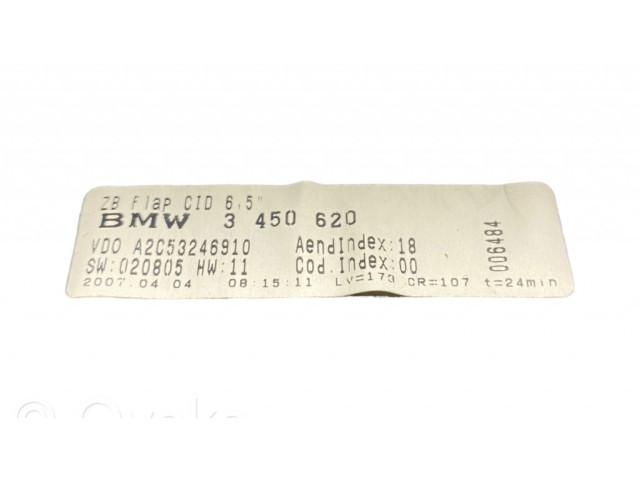 ZB Flap CID 6,5"
BMW 3 450 620
VDO A2C53246910 AendIndex:18
SW:020805 HW:11 Cod.Index:00
2007.04 04 08:15:11 LV=173 CR=107 t=24min
006484